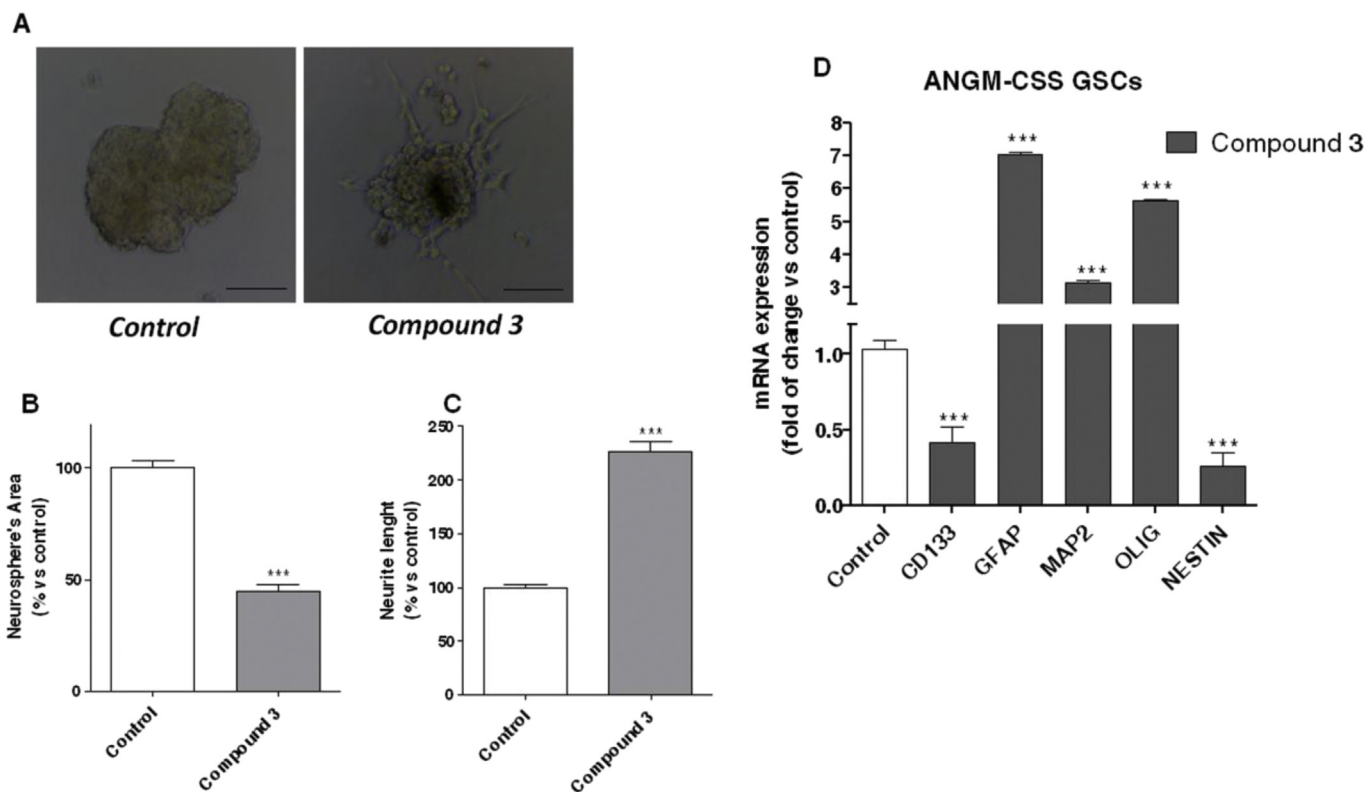 A
Control
Compound 3
B
Neurosphere's Area
(% vs control)
100
50
0
***
Control
Compound 3
C
Neurite lenght
(% vs control)
250
200
150
100
50
0
***
Control
Compound 3
D
ANGM-CSS GSCs
Compound 3
mRNA expression
(fold of change vs control)
8
7
6
5
4
3
1.0
0.5
0.0
***
***
***
***
***
Control
CD133
GFAP
MAP2
OLIG
NESTIN